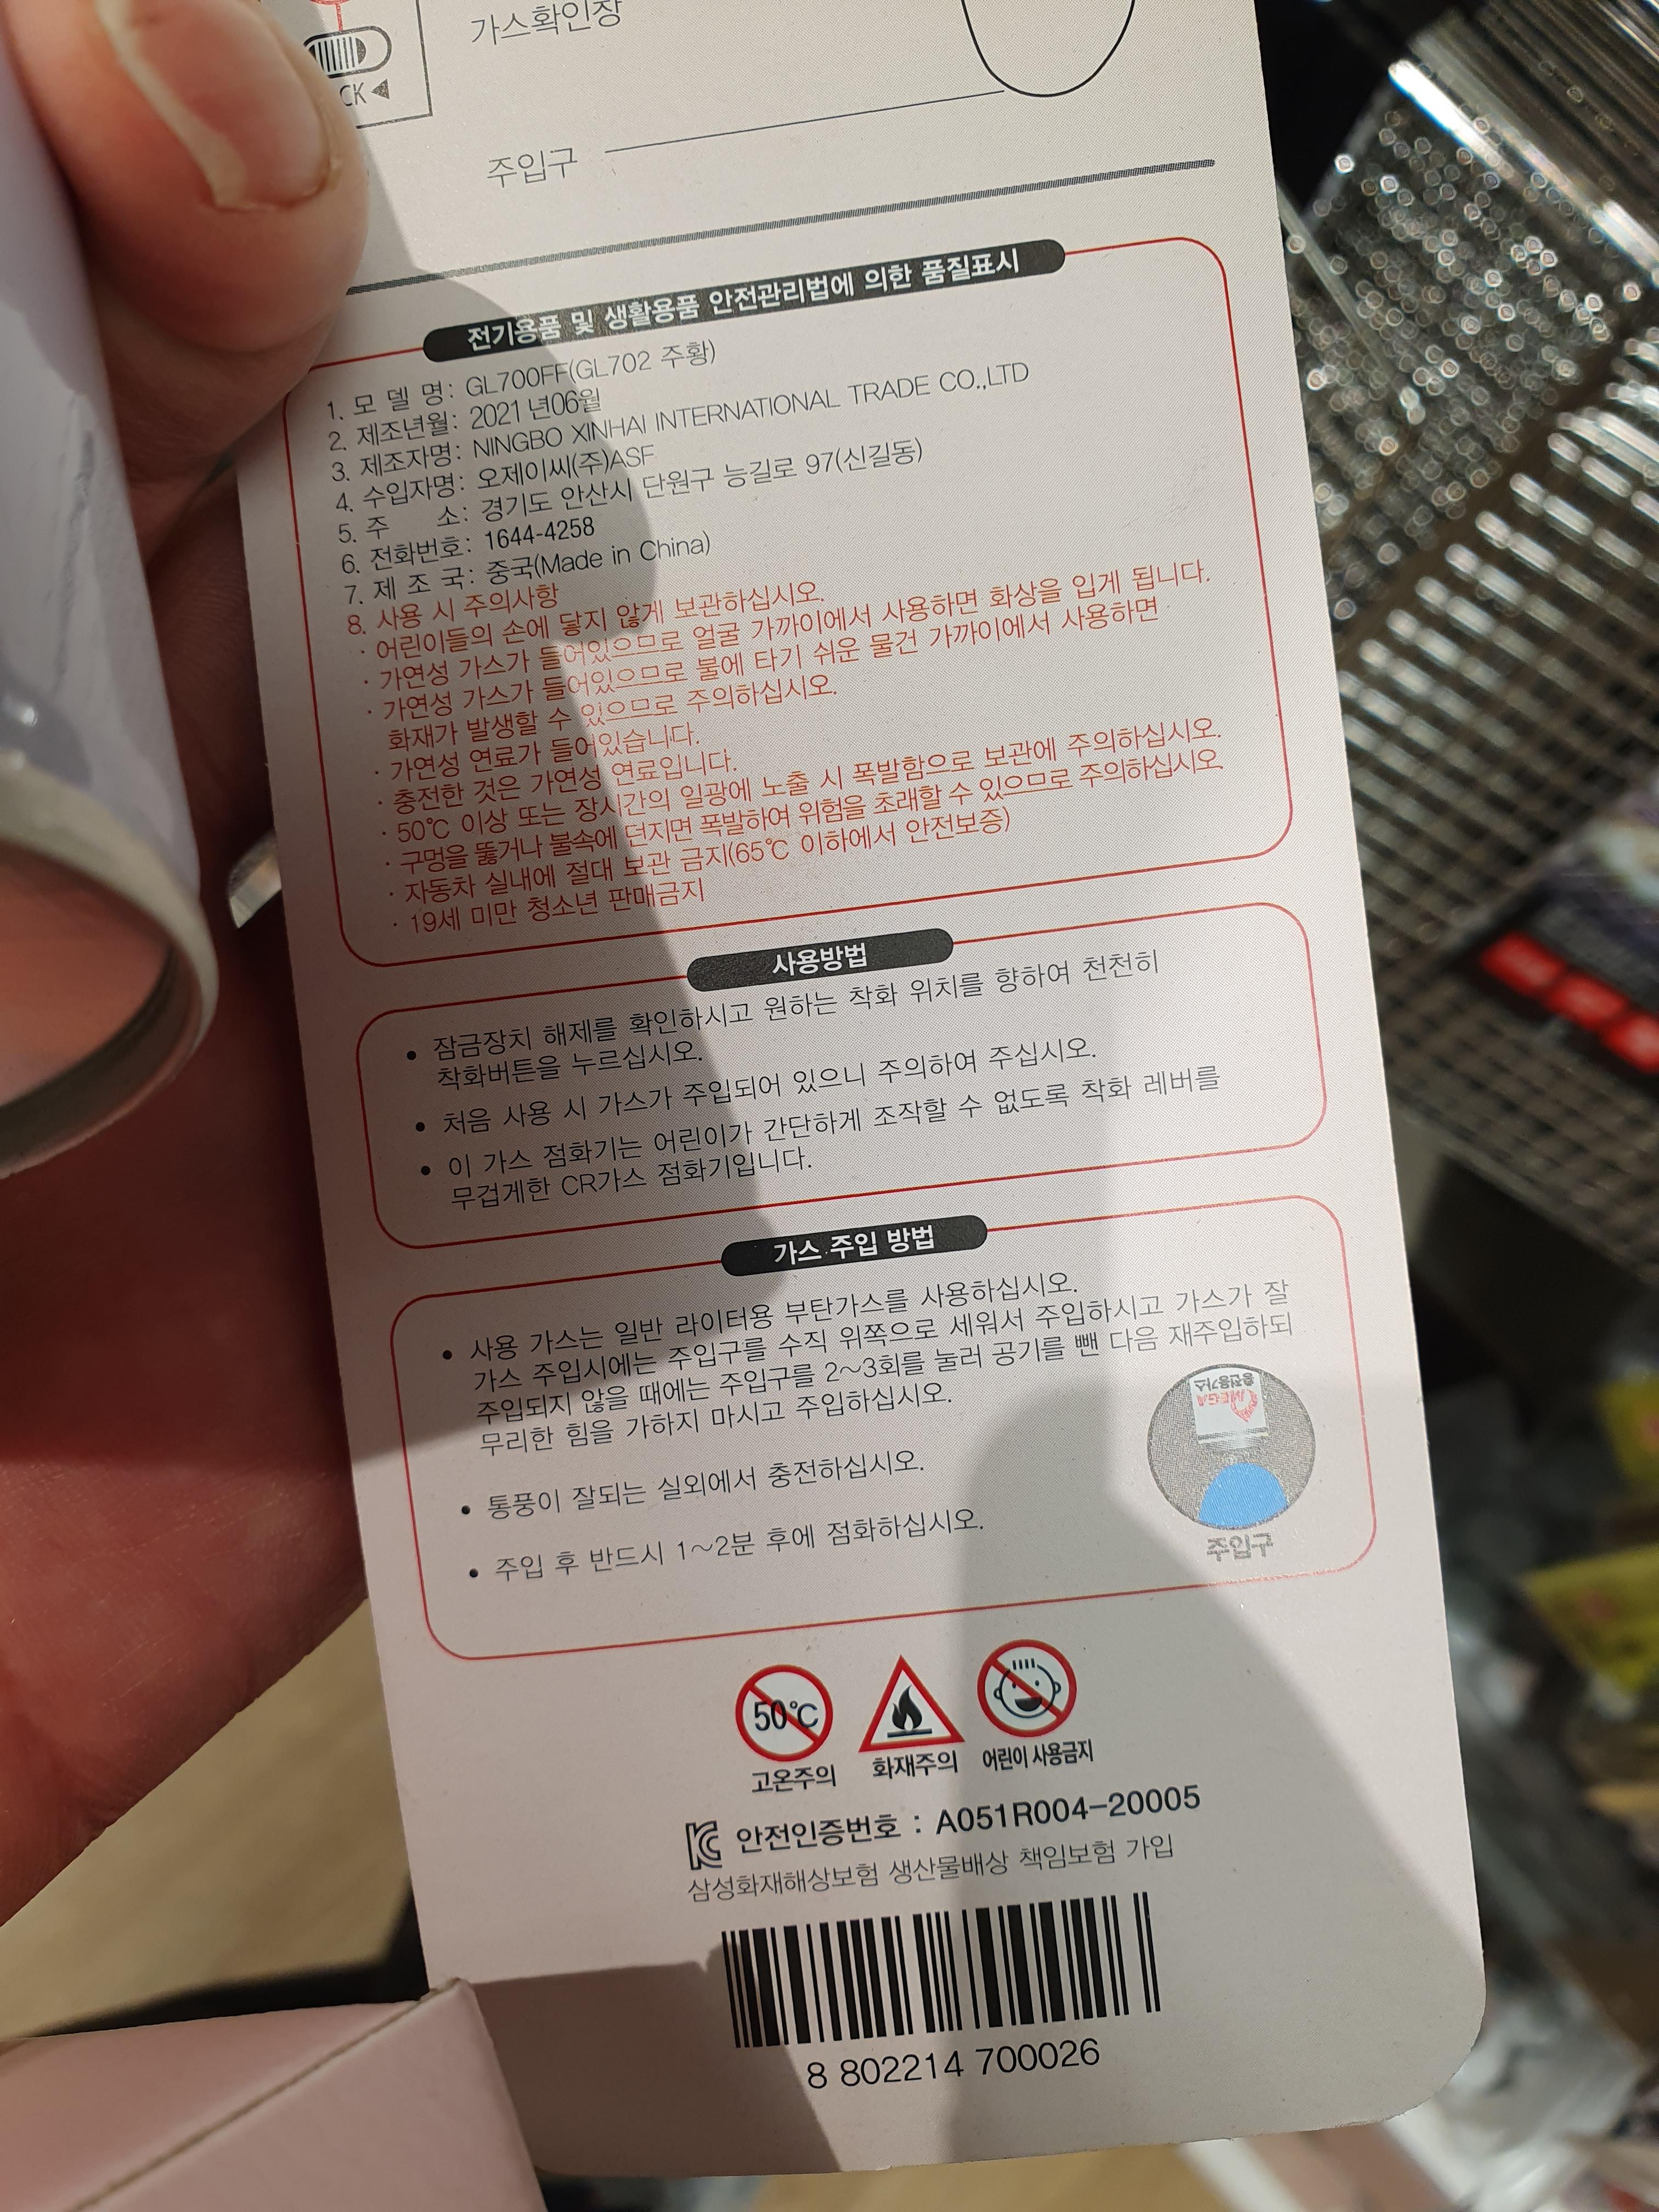 가스확인창
CK◀
주입구
전기용품 및 생활용품 안전관리법에 의한 품질표시
1. 모 델 명: GL700FF(GL702 주황)
2. 제조년월: 2021년06월
3. 제조자명: NINGBO XINHAI INTERNATIONAL TRADE CO.,LTD
4. 수입자명: 오제이씨(주)ASF
5. 주 소: 경기도 안산시 단원구 능길로 97(신길동)
6. 전화번호: 1644-4258
7. 제 조 국: 중국(Made in China)
8. 사용 시 주의사항
· 어린이들의 손에 닿지 않게 보관하십시오.
· 가연성 가스가 들어있으므로 얼굴 가까이에서 사용하면 화상을 입게 됩니다.
· 가연성 가스가 들어있으므로 불에 타기 쉬운 물건 가까이에서 사용하면
화재가 발생할 수 있으므로 주의하십시오.
· 가연성 연료가 들어있습니다.
· 충전한 것은 가연성 연료입니다.
· 50℃ 이상 또는 장시간의 일광에 노출 시 폭발함으로 보관에 주의하십시오.
· 구멍을 뚫거나 불속에 던지면 폭발하여 위험을 초래할 수 있으므로 주의하십시오.
· 자동차 실내에 절대 보관 금지(65℃ 이하에서 안전보증)
· 19세 미만 청소년 판매금지
사용방법
• 잠금장치 해제를 확인하시고 원하는 착화 위치를 향하여 천천히
착화버튼을 누르십시오.
• 처음 사용 시 가스가 주입되어 있으니 주의하여 주십시오.
• 이 가스 점화기는 어린이가 간단하게 조작할 수 없도록 착화 레버를
무겁게한 CR가스 점화기입니다.
가스 주입 방법
• 사용 가스는 일반 라이터용 부탄가스를 사용하십시오.
가스 주입시에는 주입구를 수직 위쪽으로 세워서 주입하시고 가스가 잘
주입되지 않을 때에는 주입구를 2~3회를 눌러 공기를 뺀 다음 재주입하되
무리한 힘을 가하지 마시고 주입하십시오.
충전용가스
MEGA
• 통풍이 잘되는 실외에서 충전하십시오.
• 주입 후 반드시 1~2분 후에 점화하십시오.
주입구
50℃
고온주의 화재주의 어린이 사용금지
KC 안전인증번호 : A051R004-20005
삼성화재해상보험 생산물배상 책임보험 가입
8 802214 700026